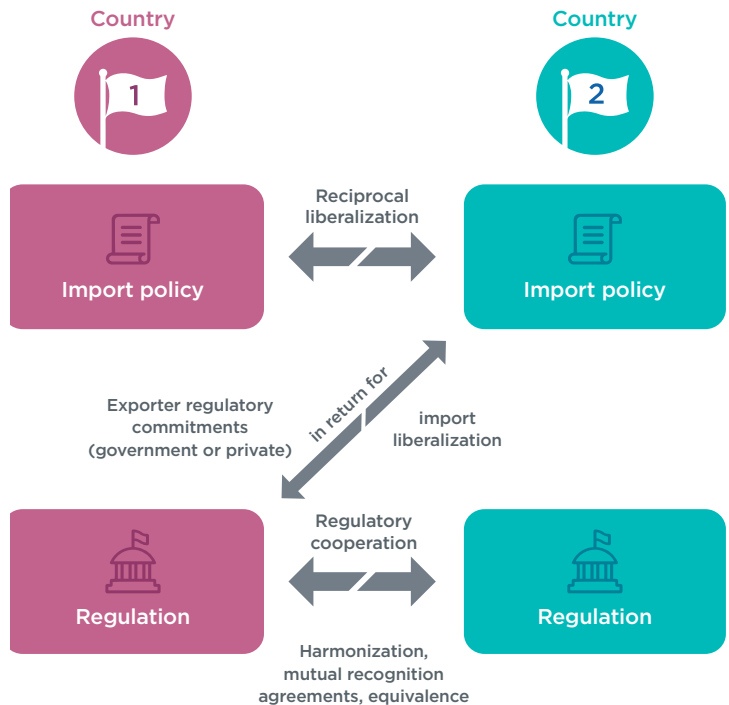 Country
Country
1
2
Reciprocal
liberalization
Import policy
Import policy
in return for
Exporter regulatory
commitments
(government or private)
import
liberalization
Regulatory
cooperation
Regulation
Regulation
Harmonization,
mutual recognition
agreements, equivalence